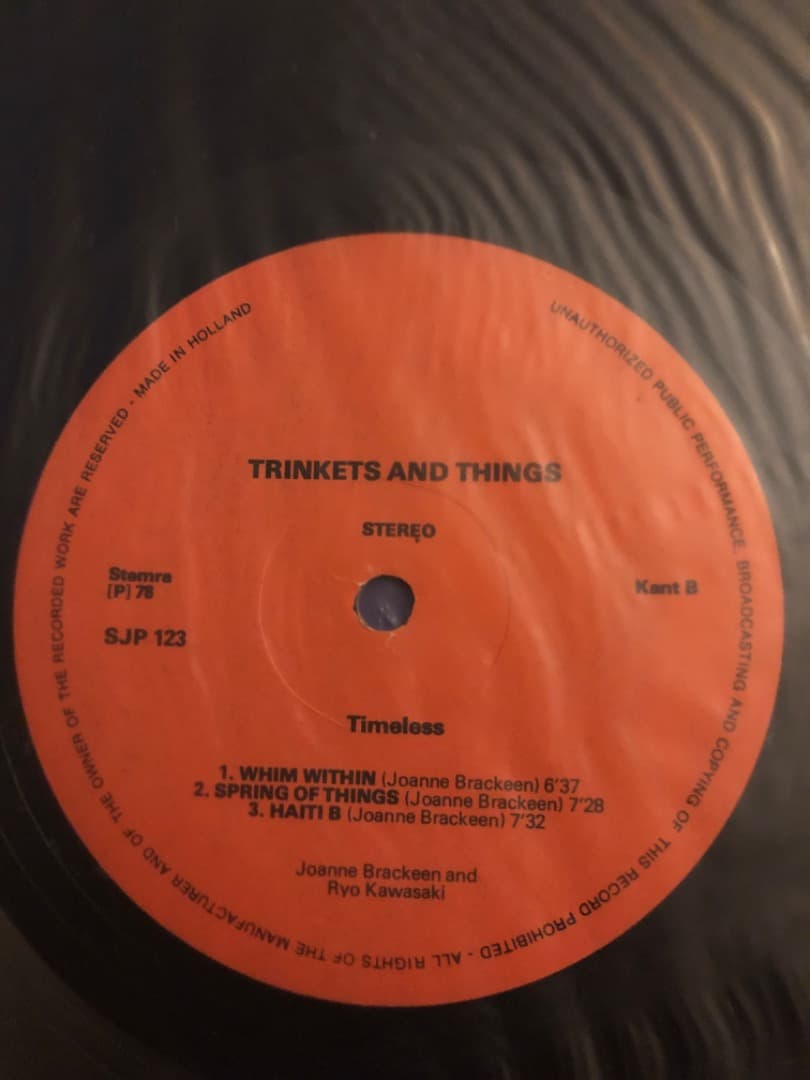 TRINKETS AND THINGS
STEREO
Stemra
[P] 78
SJP 123
Kant B
Timeless
1. WHIM WITHIN (Joanne Brackeen) 6'37
2. SPRING OF THINGS (Joanne Brackeen) 7'28
3. HAITI B (Joanne Brackeen) 7'32
Joanne Brackeen and
Ryo Kawasaki
UNAUTHORIZED PUBLIC PERFORMANCE, BROADCASTING AND COPYING OF THIS RECORD PROHIBITED - ALL RIGHTS OF THE MANUFACTURER AND OF THE OWNER OF THE RECORDED WORK ARE RESERVED - MADE IN HOLLAND